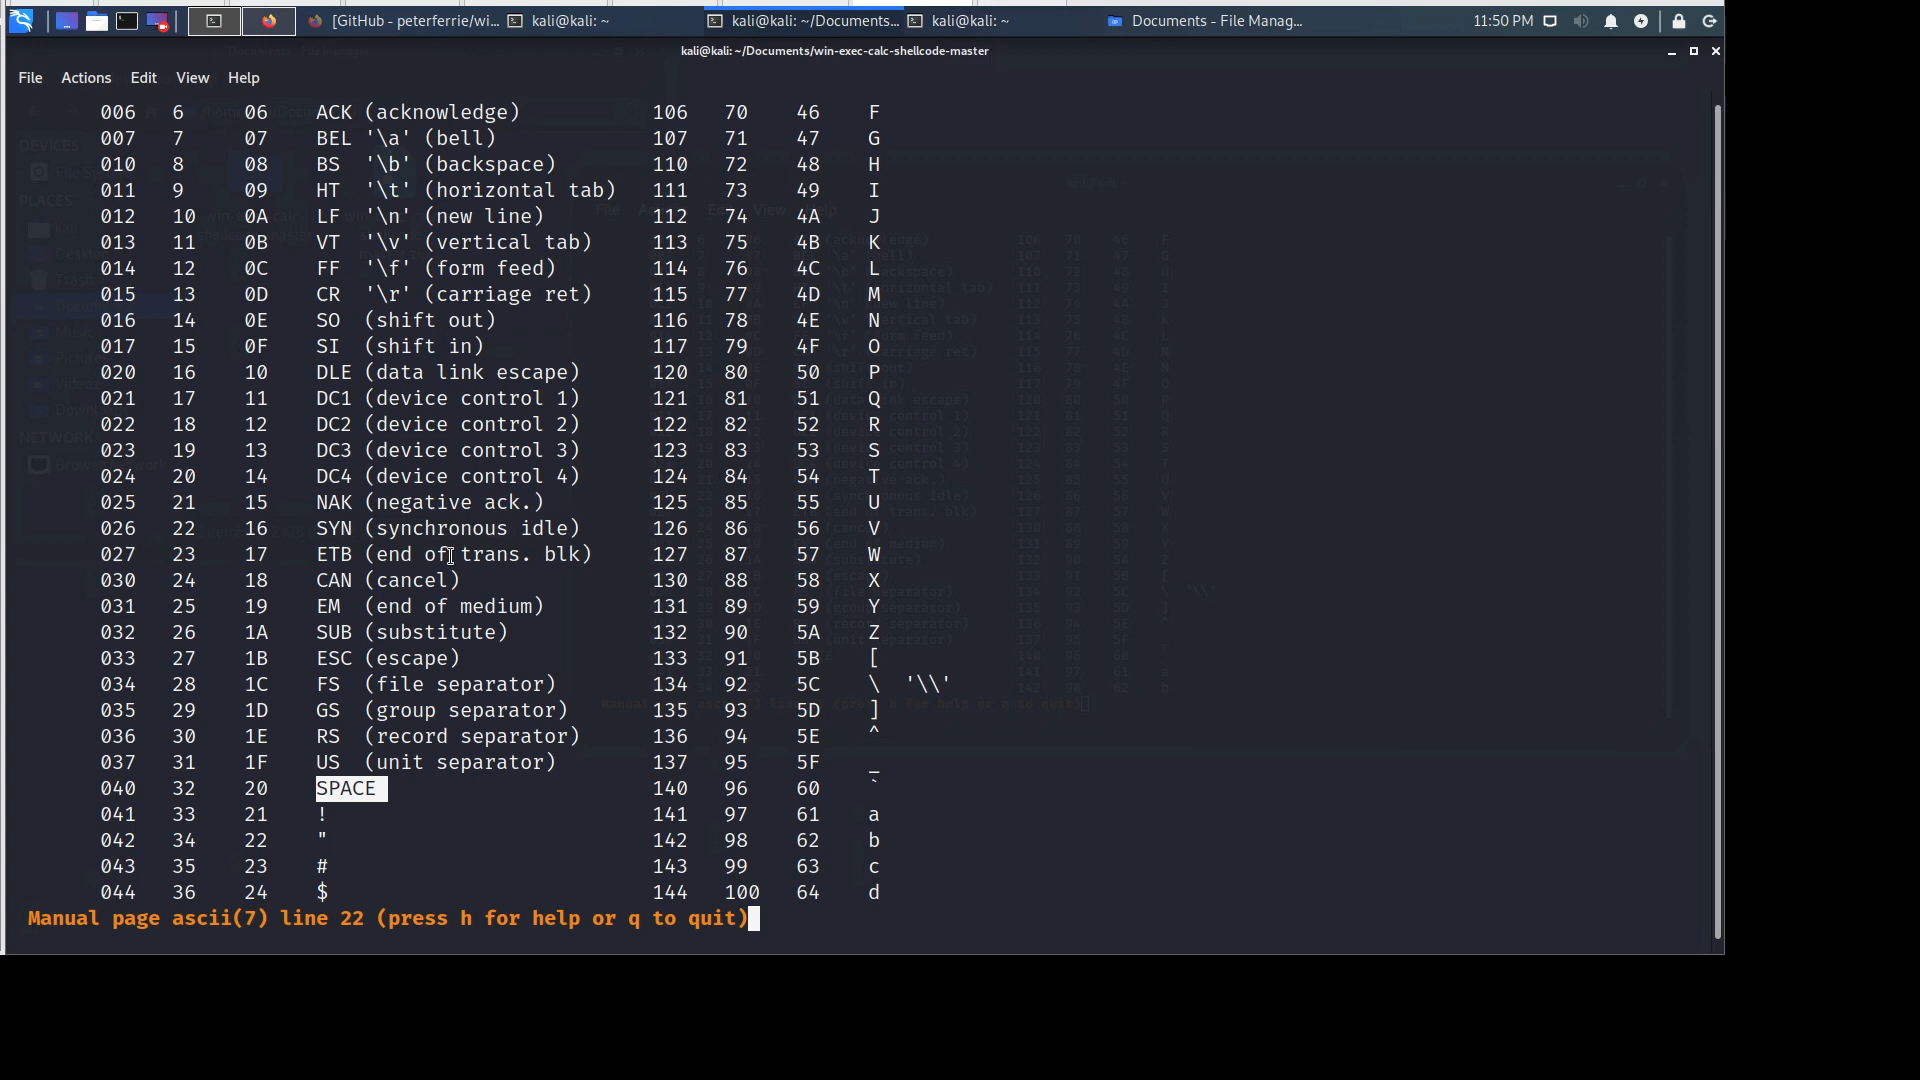 [GitHub - peterferrie/wi... kali@kali: ~ kali@kali: ~/Documents... kali@kali: ~ Documents - File Manag... 11:50 PM
kali@kali: ~/Documents/win-exec-calc-shellcode-master
File Actions Edit View Help
006 6 06 ACK (acknowledge) 106 70 46 F
007 7 07 BEL '\a' (bell) 107 71 47 G
010 8 08 BS '\b' (backspace) 110 72 48 H
011 9 09 HT '\t' (horizontal tab) 111 73 49 I
012 10 0A LF '\n' (new line) 112 74 4A J
013 11 0B VT '\v' (vertical tab) 113 75 4B K
014 12 0C FF '\f' (form feed) 114 76 4C L
015 13 0D CR '\r' (carriage ret) 115 77 4D M
016 14 0E SO (shift out) 116 78 4E N
017 15 0F SI (shift in) 117 79 4F O
020 16 10 DLE (data link escape) 120 80 50 P
021 17 11 DC1 (device control 1) 121 81 51 Q
022 18 12 DC2 (device control 2) 122 82 52 R
023 19 13 DC3 (device control 3) 123 83 53 S
024 20 14 DC4 (device control 4) 124 84 54 T
025 21 15 NAK (negative ack.) 125 85 55 U
026 22 16 SYN (synchronous idle) 126 86 56 V
027 23 17 ETB (end of trans. blk) 127 87 57 W
030 24 18 CAN (cancel) 130 88 58 X
031 25 19 EM (end of medium) 131 89 59 Y
032 26 1A SUB (substitute) 132 90 5A Z
033 27 1B ESC (escape) 133 91 5B [
034 28 1C FS (file separator) 134 92 5C \ '\\'
035 29 1D GS (group separator) 135 93 5D ]
036 30 1E RS (record separator) 136 94 5E ^
037 31 1F US (unit separator) 137 95 5F _
040 32 20 SPACE 140 96 60 `
041 33 21 ! 141 97 61 a
042 34 22 " 142 98 62 b
043 35 23 # 143 99 63 c
044 36 24 $ 144 100 64 d
Manual page ascii(7) line 22 (press h for help or q to quit)